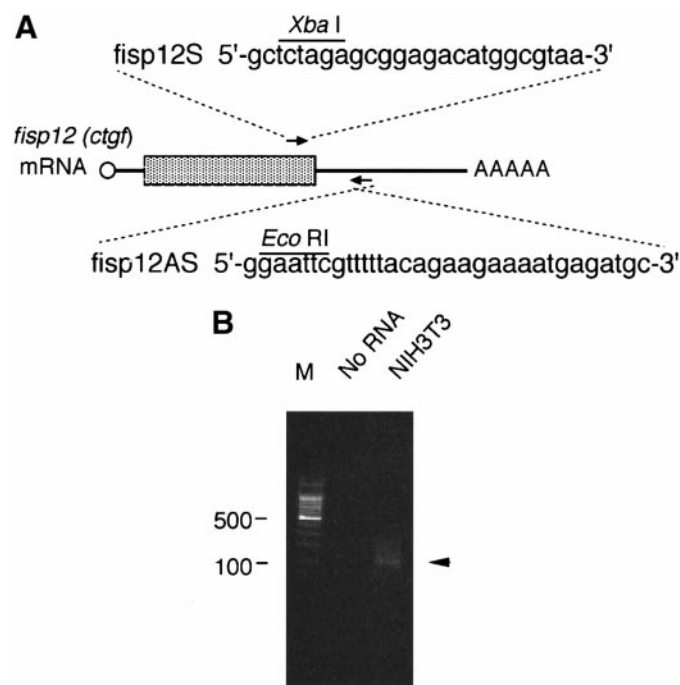 A
Xba I
fisp12S 5'-gctctagagcggagacatggcgtaa-3'
fisp12 (ctgf)
mRNA
AAAAA
Eco RI
fisp12AS 5'-ggaattcgtttttacagaagaaaatgagatgc-3'
B
M
No RNA
NIH3T3
500
100